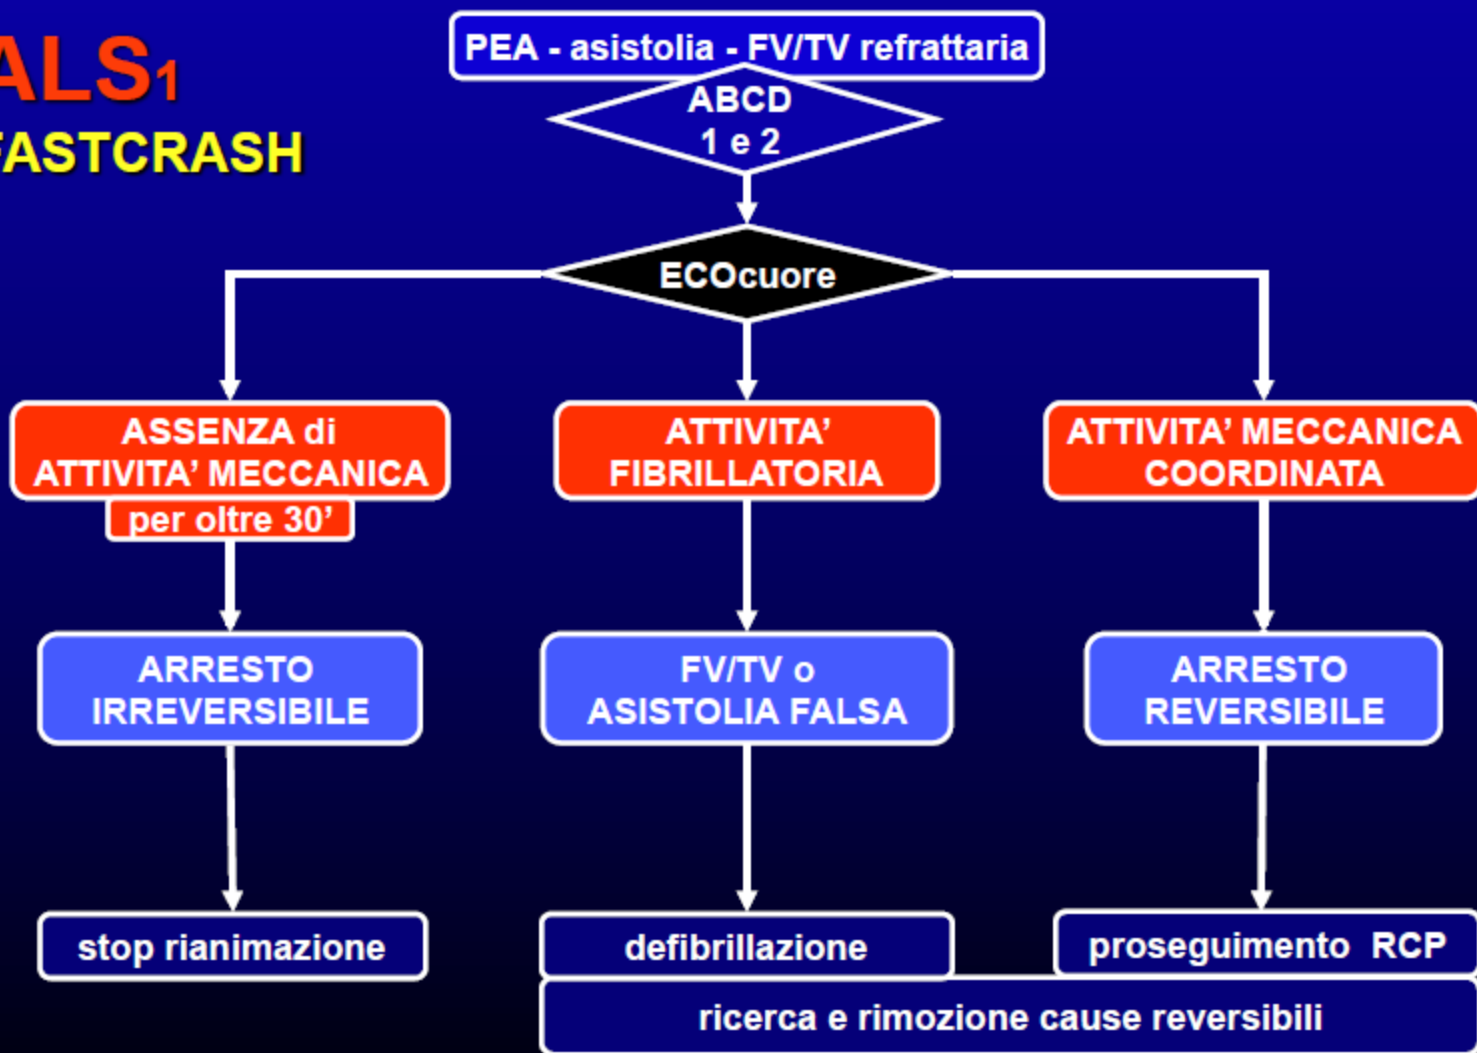 ALS1
FASTCRASH
PEA - asistolia - FV/TV refrattaria
ABCD
1 e 2
ECOcuore
ASSENZA di
ATTIVITA' MECCANICA
per oltre 30'
ATTIVITA'
FIBRILLATORIA
ATTIVITA' MECCANICA
COORDINATA
ARRESTO
IRREVERSIBILE
FV/TV o
ASISTOLIA FALSA
ARRESTO
REVERSIBILE
stop rianimazione
defibrillazione
proseguimento RCP
ricerca e rimozione cause reversibili